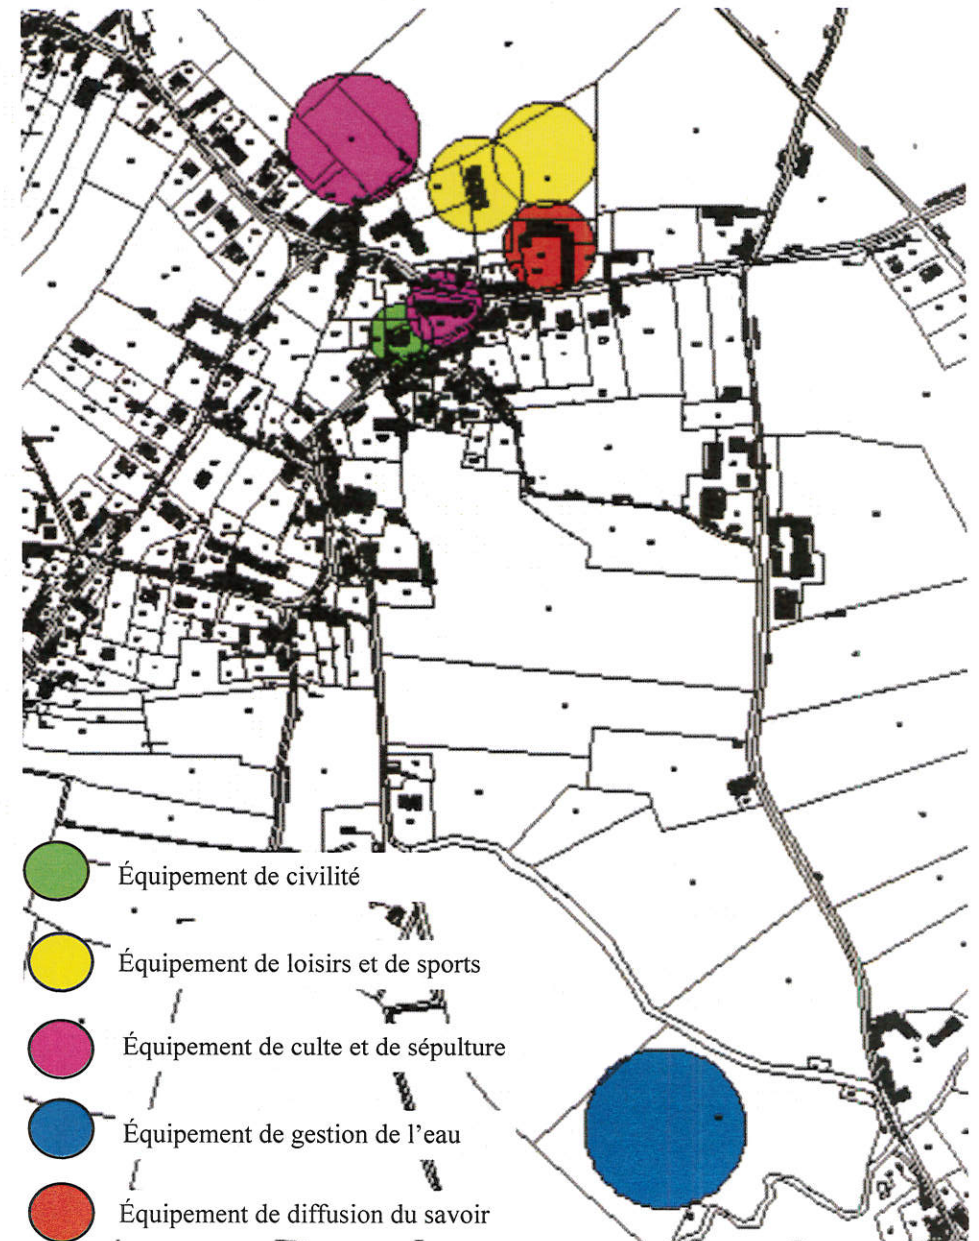 Équipement de civilité
Équipement de loisirs et de sports
Équipement de culte et de sépulture
Équipement de gestion de l’eau
Équipement de diffusion du savoir